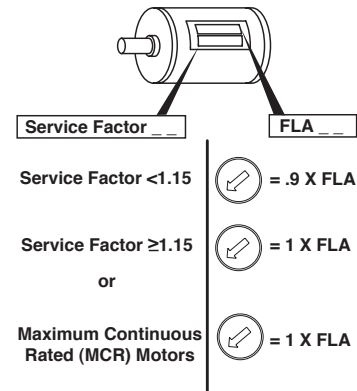 Service Factor _ _ FLA _ _
Service Factor <1.15 = .9 X FLA
Service Factor ≥1.15 = 1 X FLA
or
Maximum Continuous
Rated (MCR) Motors = 1 X FLA